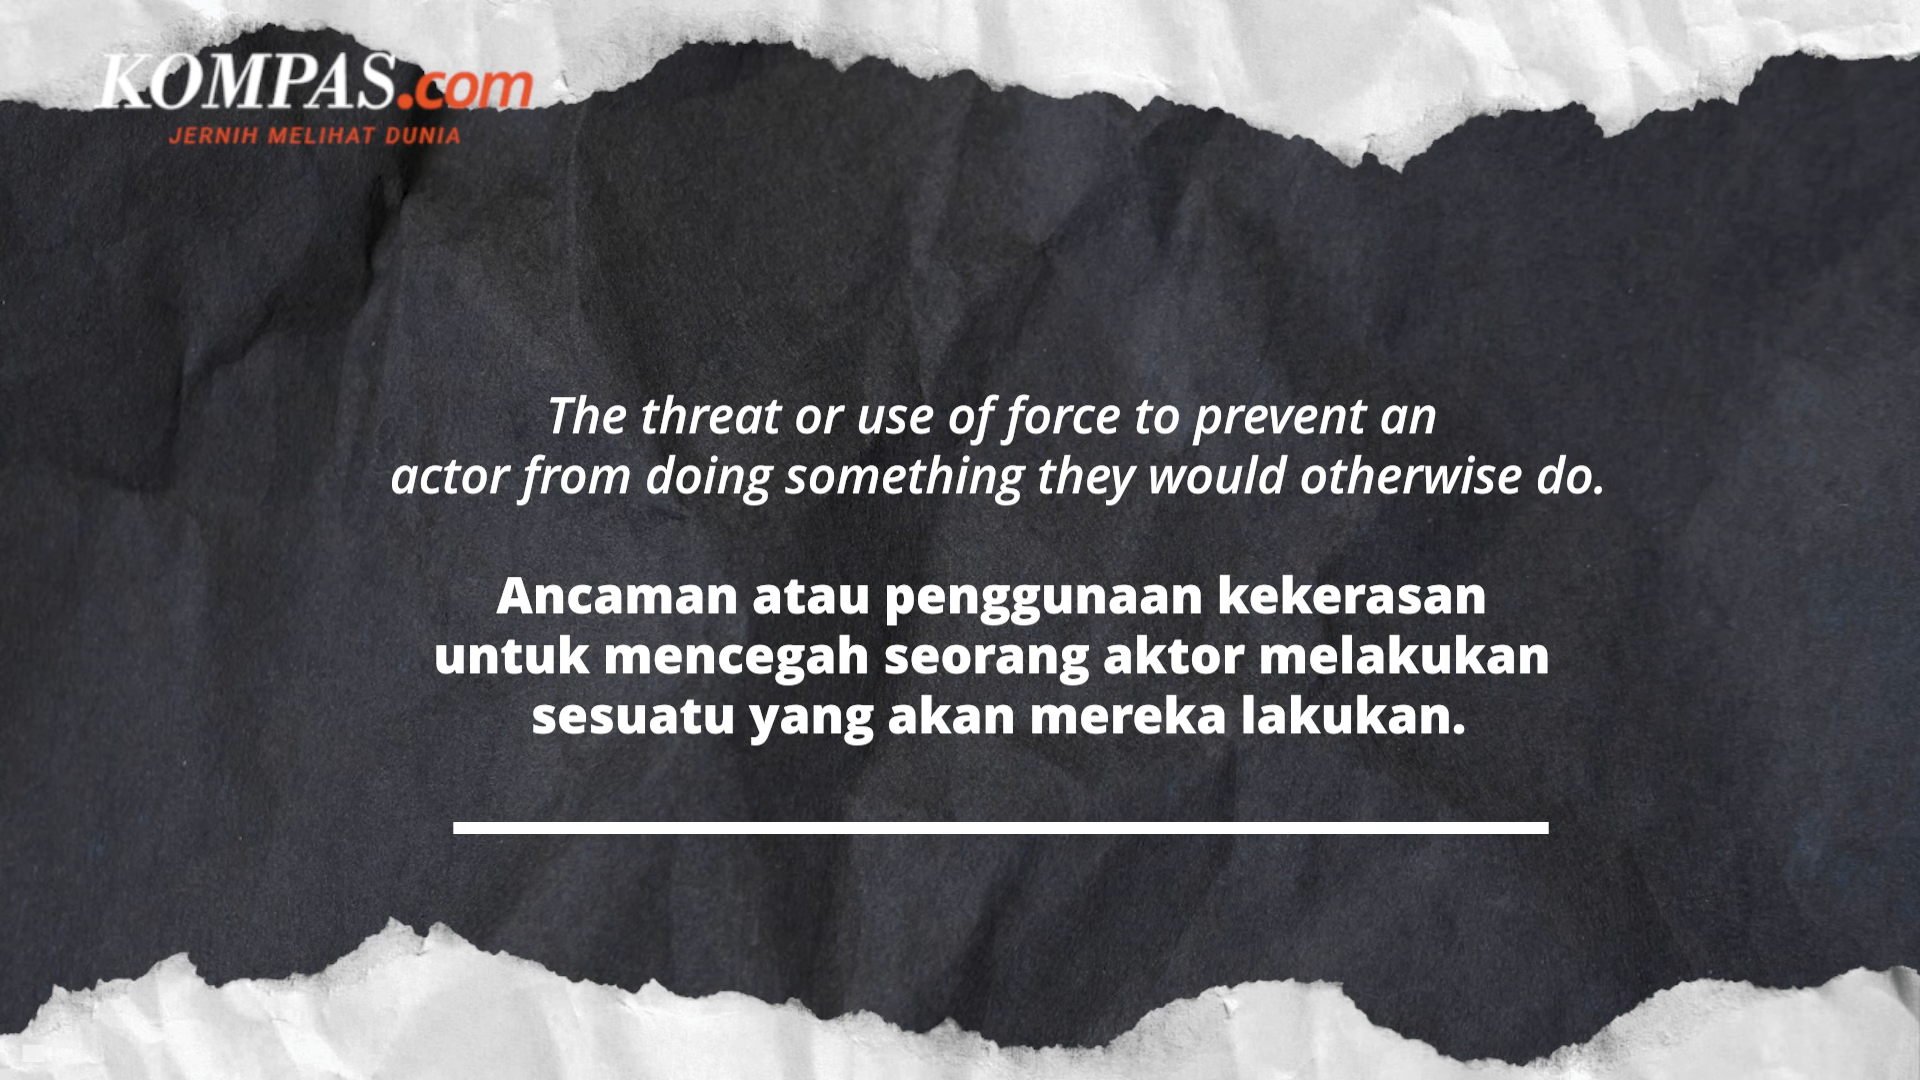 KOMPAS.com
JERNIH MELIHAT DUNIA
The threat or use of force to prevent an
actor from doing something they would otherwise do.
Ancaman atau penggunaan kekerasan
untuk mencegah seorang aktor melakukan
sesuatu yang akan mereka lakukan.